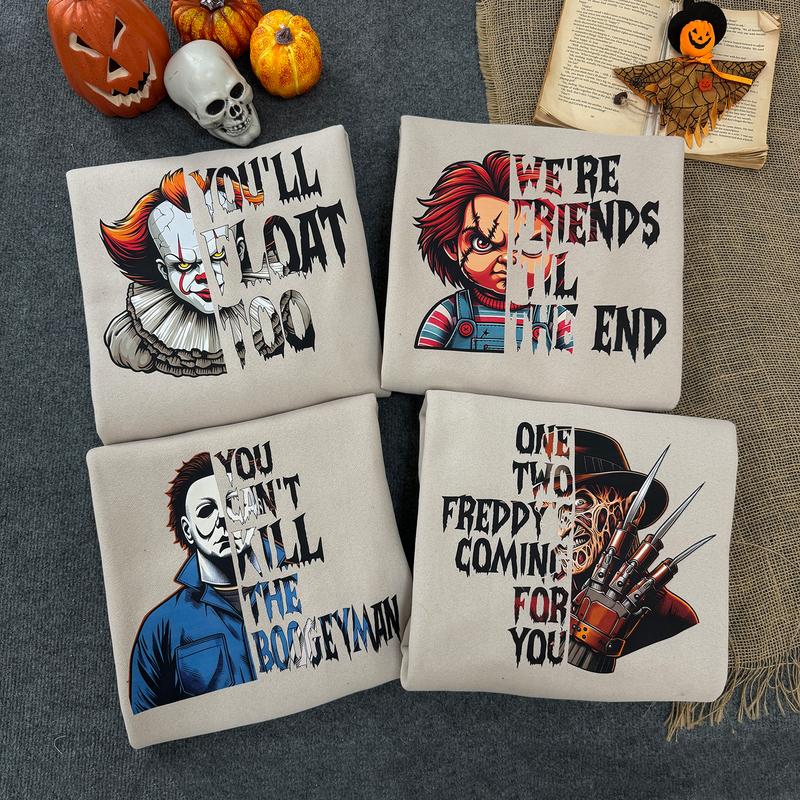 YOU'LL
FLOAT
TOO
WE'RE
FRIENDS
'TIL
THE END
YOU
CAN'T
KILL
THE
BOOGEYMAN
ONE
TWO
FREDDY'S
COMING
FOR
YOU